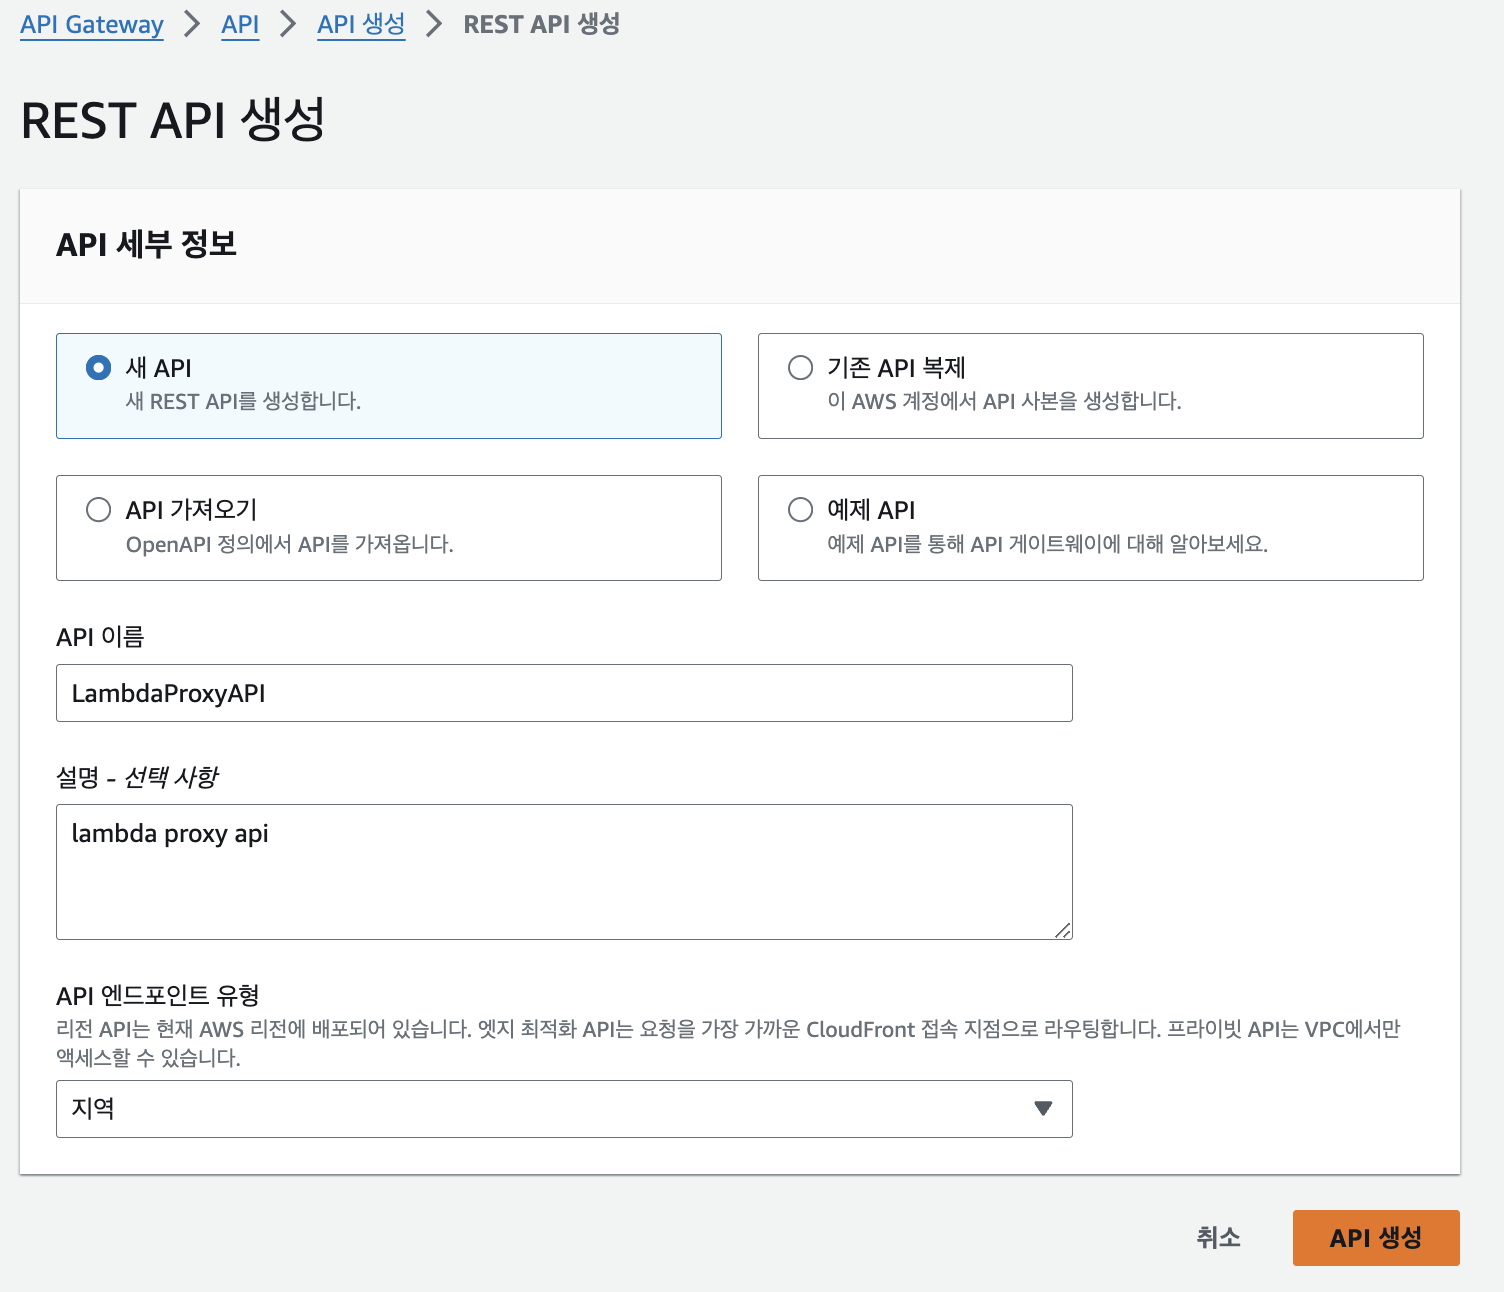 API Gateway > API > API 생성 > REST API 생성
REST API 생성
API 세부 정보
새 API
새 REST API를 생성합니다.
기존 API 복제
이 AWS 계정에서 API 사본을 생성합니다.
API 가져오기
OpenAPI 정의에서 API를 가져옵니다.
예제 API
예제 API를 통해 API 게이트웨이에 대해 알아보세요.
API 이름
LambdaProxyAPI
설명 - 선택 사항
lambda proxy api
API 엔드포인트 유형
리전 API는 현재 AWS 리전에 배포되어 있습니다. 엣지 최적화 API는 요청을 가장 가까운 CloudFront 접속 지점으로 라우팅합니다. 프라이빗 API는 VPC에서만
액세스할 수 있습니다.
지역
취소
API 생성